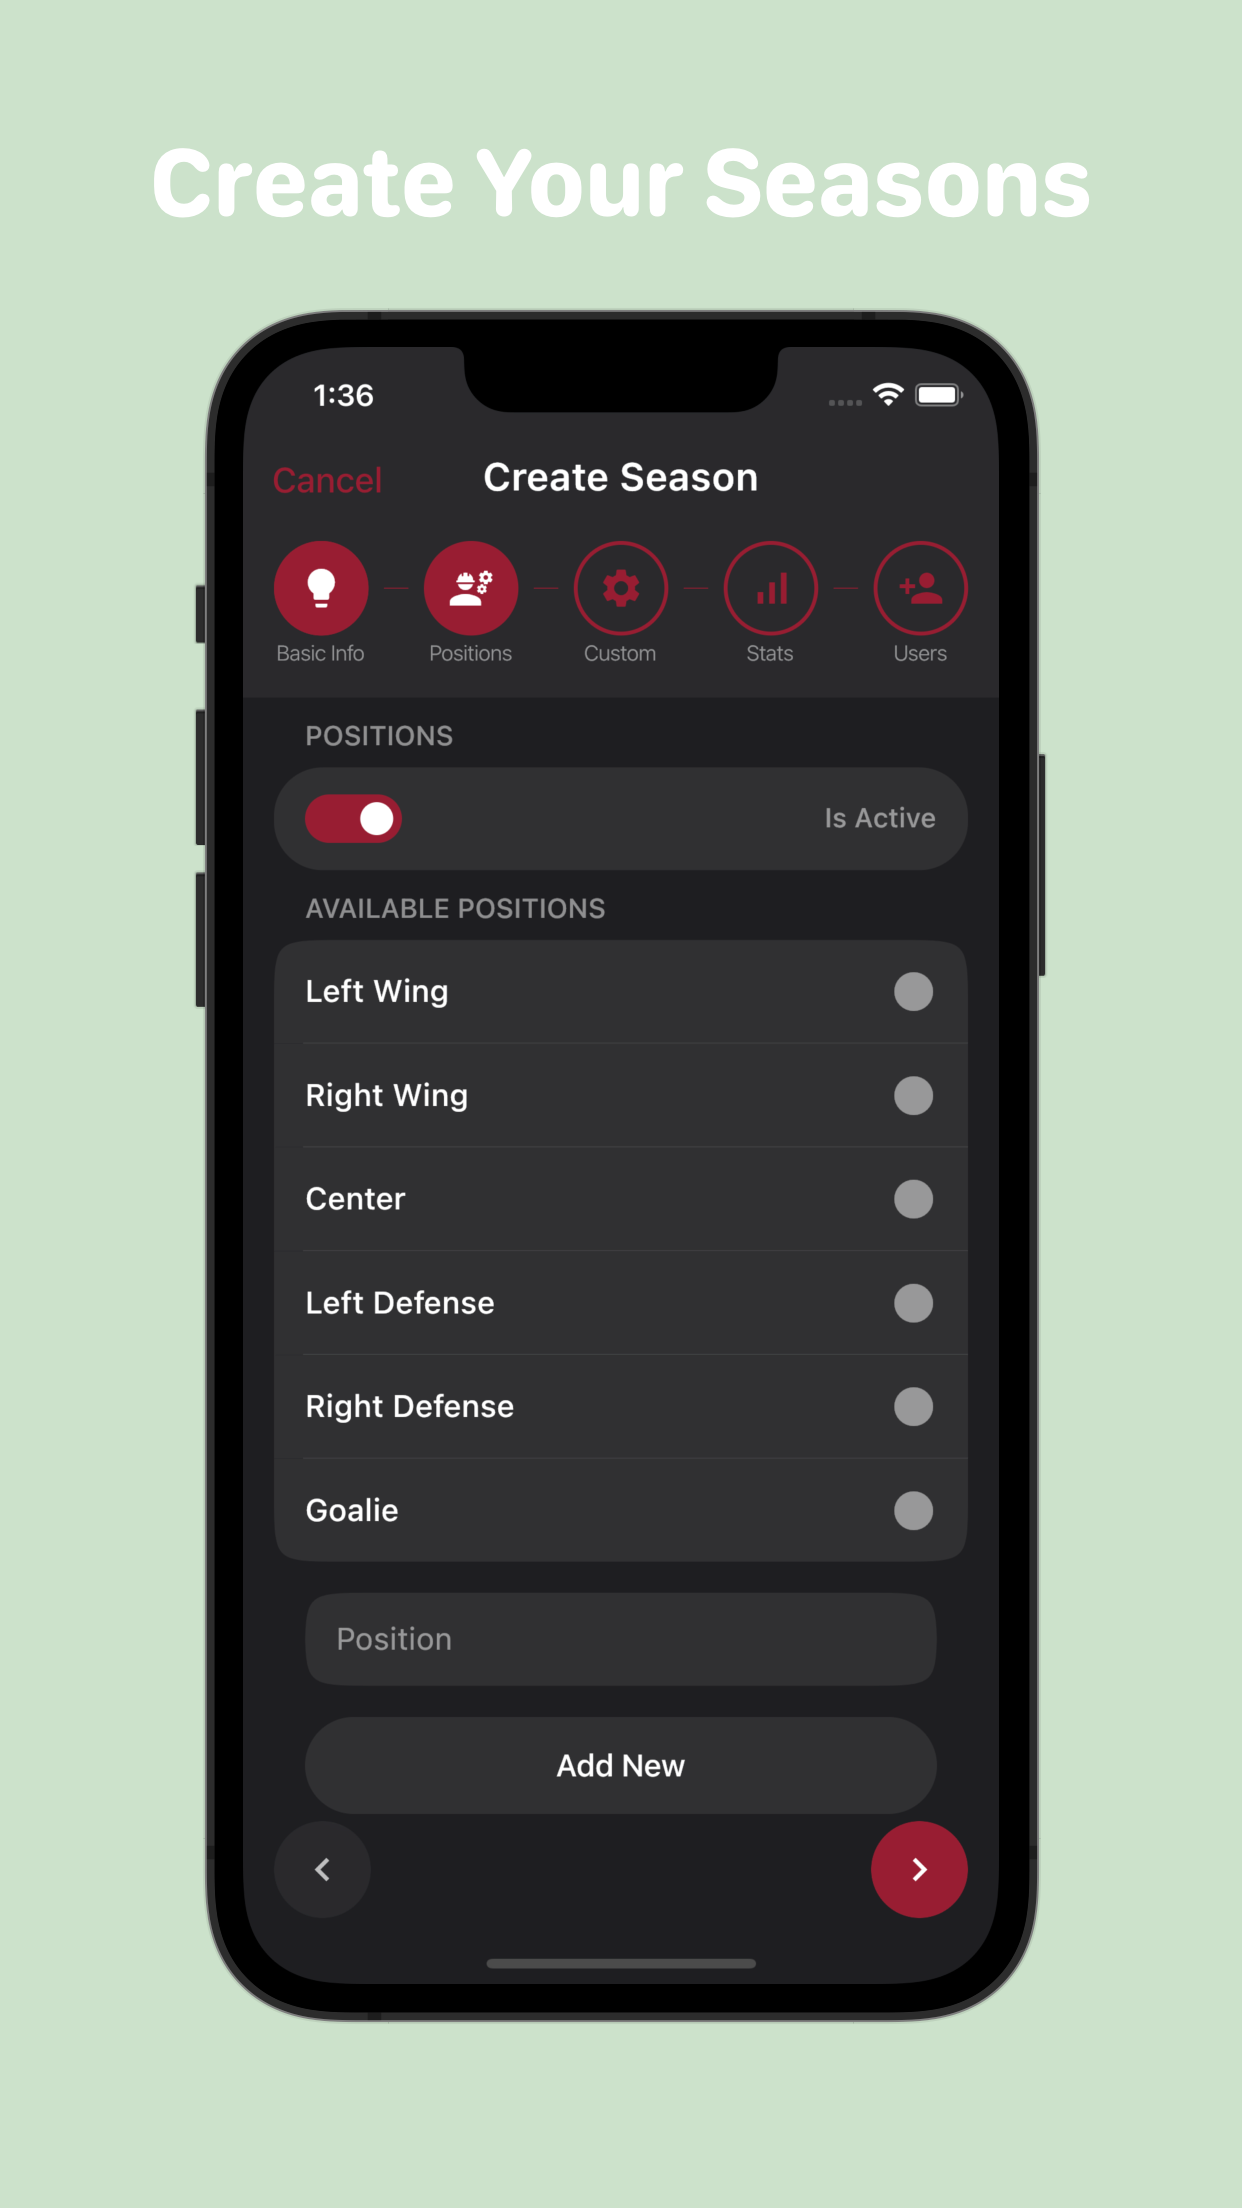 Create Your Seasons
1:36
Cancel
Create Season
Basic Info
Positions
Custom
Stats
Users
POSITIONS
Is Active
AVAILABLE POSITIONS
Left Wing
Right Wing
Center
Left Defense
Right Defense
Goalie
Position
Add New